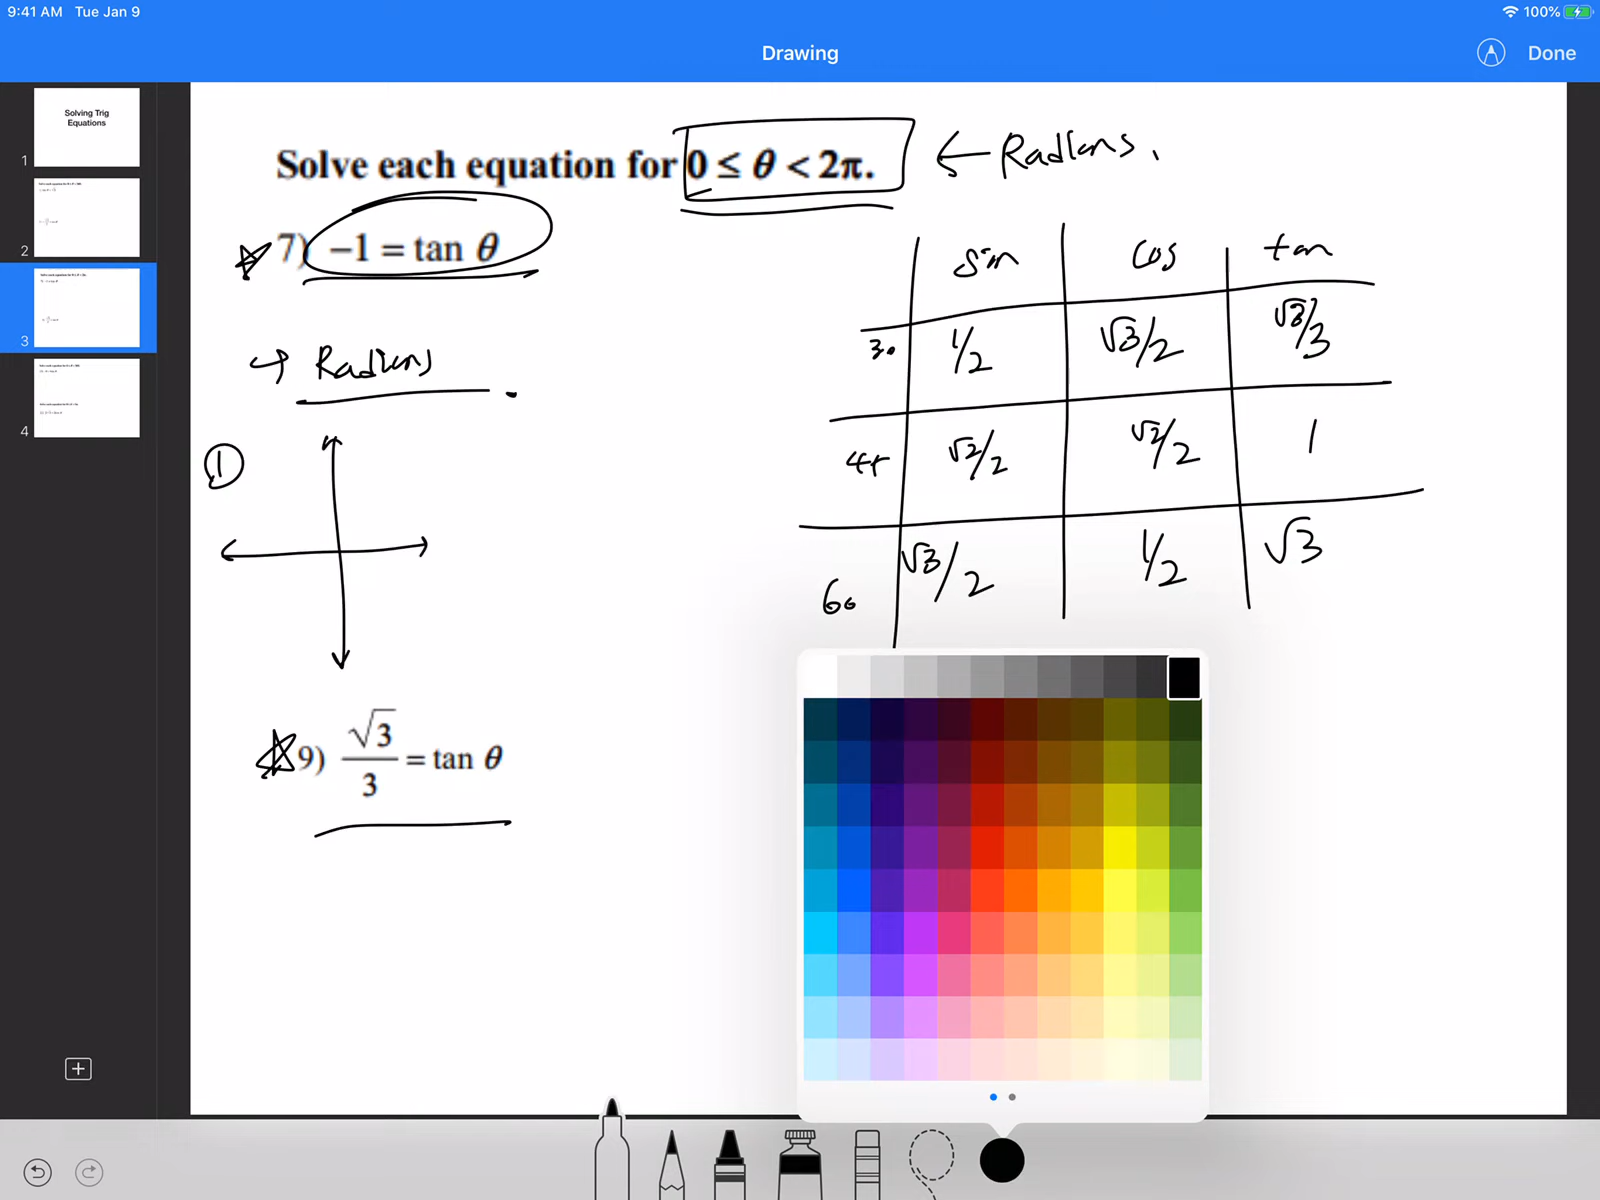 9:41 AM Tue Jan 9
100%
Drawing
Done
Solving Trig
Equations
1
2
3
4
Solve each equation for 0 ≤ θ < 2π.
← Radians.
7) −1 = tan θ
→ Radians
①
9) √3/3 = tan θ
sin cos tan
30 1/2 √3/2 √3/3
45 √2/2 √2/2 1
60 √3/2 1/2 √3